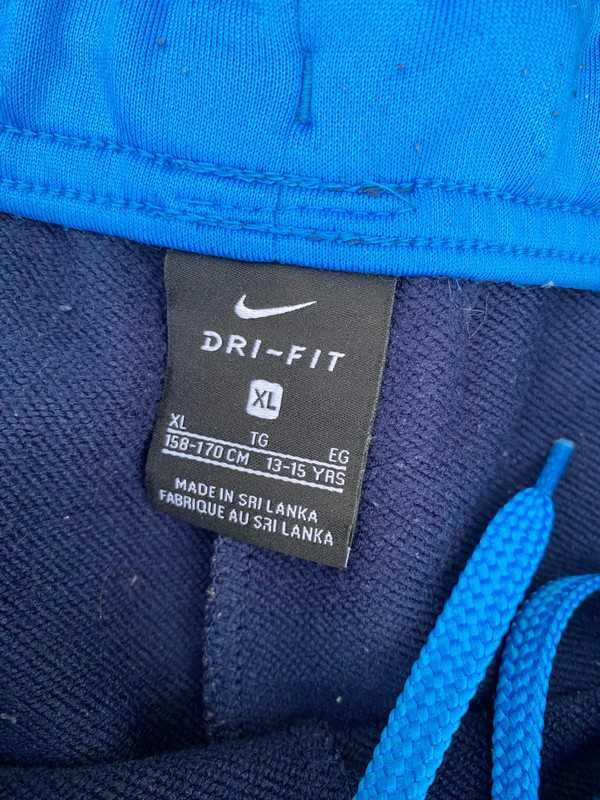 DRI-FIT
XL
XL TG EG
158-170 CM 13-15 YRS
MADE IN SRI LANKA
FABRIQUE AU SRI LANKA